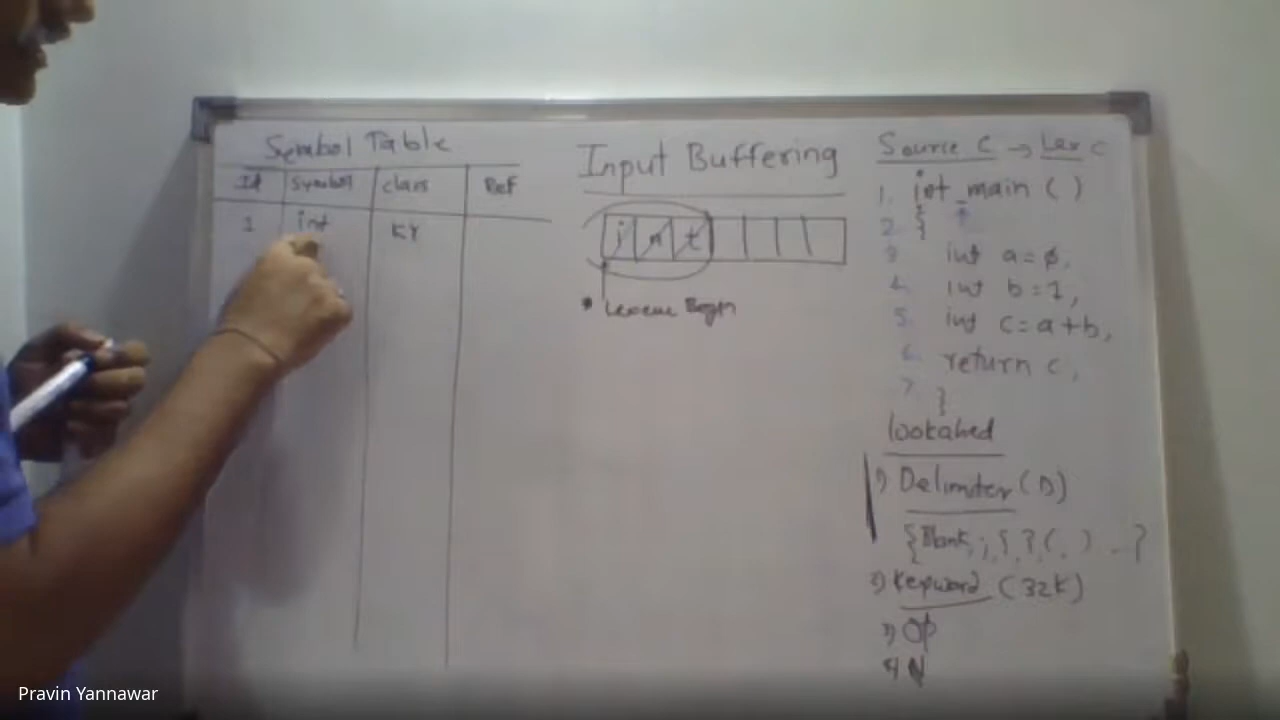 Symbol Table
Id Symbol class Ref
1 int KY
Input Buffering
i n t
Lexeme Begin
Source C → Lex C
1. int main ( )
2. {
3 int a = ϕ,
4. int b = 1,
5. int c = a + b,
6. return c,
7. }
lookahed
1) Delimiter (D)
{Blank, ; { } ( , ) .. }
2) Keyword (32K)
3) OP
4) N
Pravin Yannawar